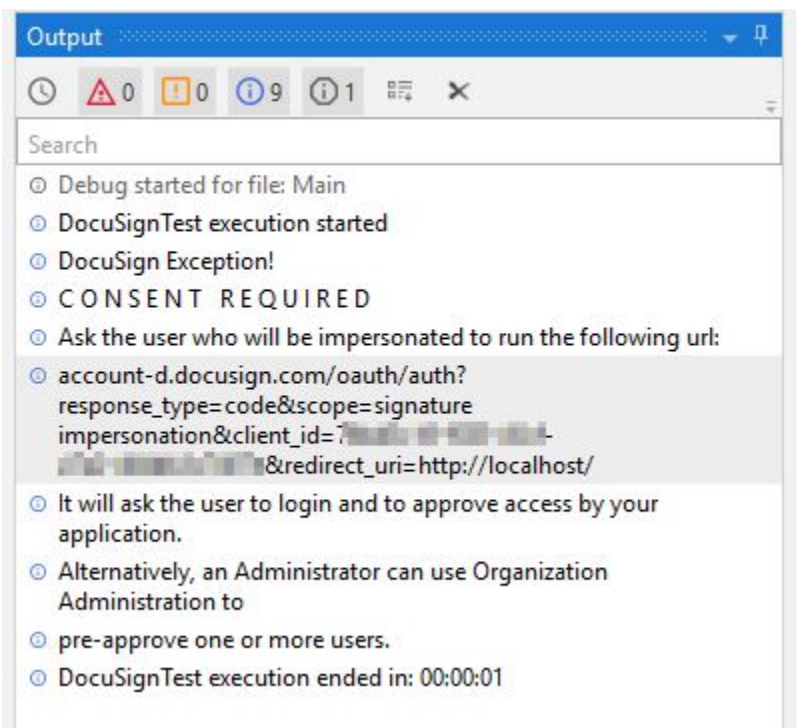 Output
0 0 9 1
Search
Debug started for file: Main
DocuSignTest execution started
DocuSign Exception!
C O N S E N T   R E Q U I R E D
Ask the user who will be impersonated to run the following url:
account-d.docusign.com/oauth/auth?
response_type=code&scope=signature
impersonation&client_id=
&redirect_uri=http://localhost/
It will ask the user to login and to approve access by your
application.
Alternatively, an Administrator can use Organization
Administration to
pre-approve one or more users.
DocuSignTest execution ended in: 00:00:01